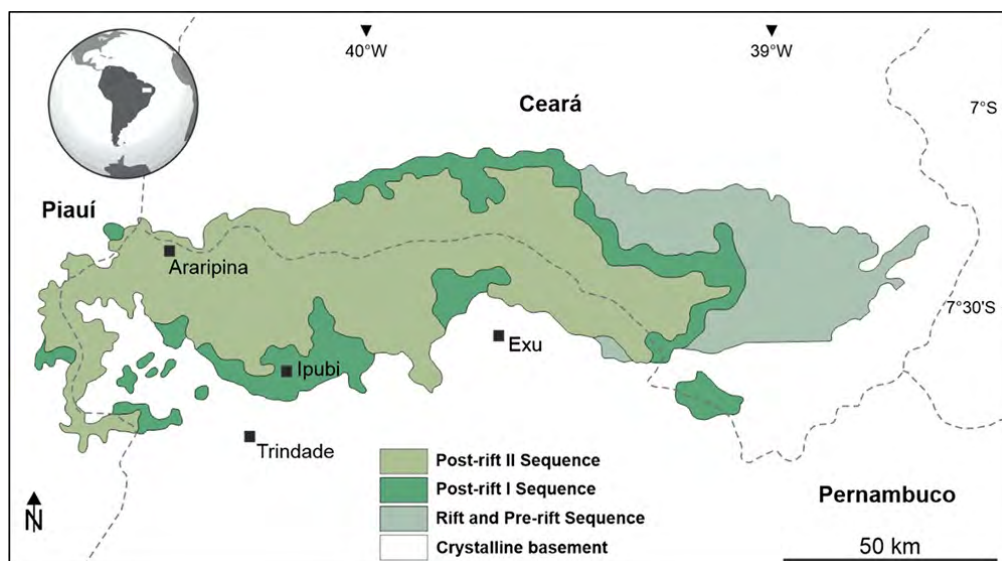 40°W
39°W
Ceará
7°S
Piauí
Araripina
7°30'S
Exu
Ipubi
Trindade
Post-rift II Sequence
Post-rift I Sequence
Rift and Pre-rift Sequence
Crystalline basement
Pernambuco
N
50 km